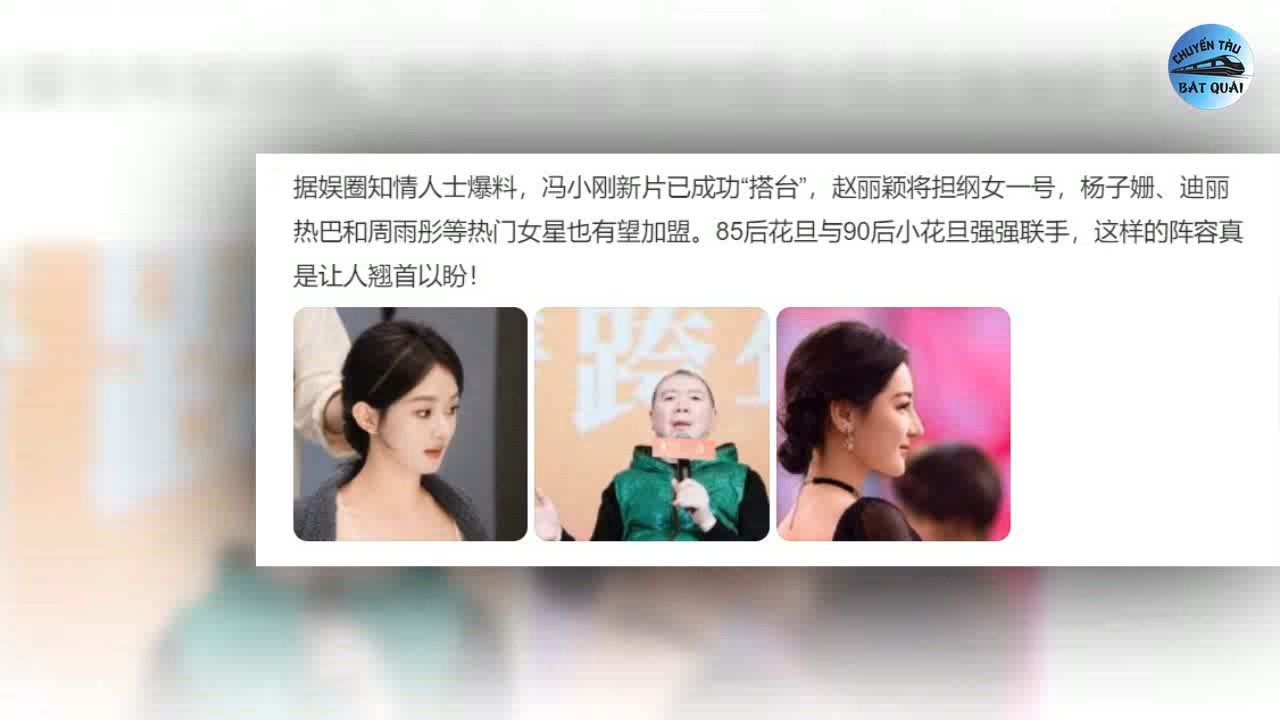 CHUYẾN TÀU
BÁT QUÁI
据娱圈知情人士爆料，冯小刚新片已成功“搭台”，赵丽颖将担纲女一号，杨子姗、迪丽
热巴和周雨彤等热门女星也有望加盟。85后花旦与90后小花旦强强联手，这样的阵容真
是让人翘首以盼！
跨